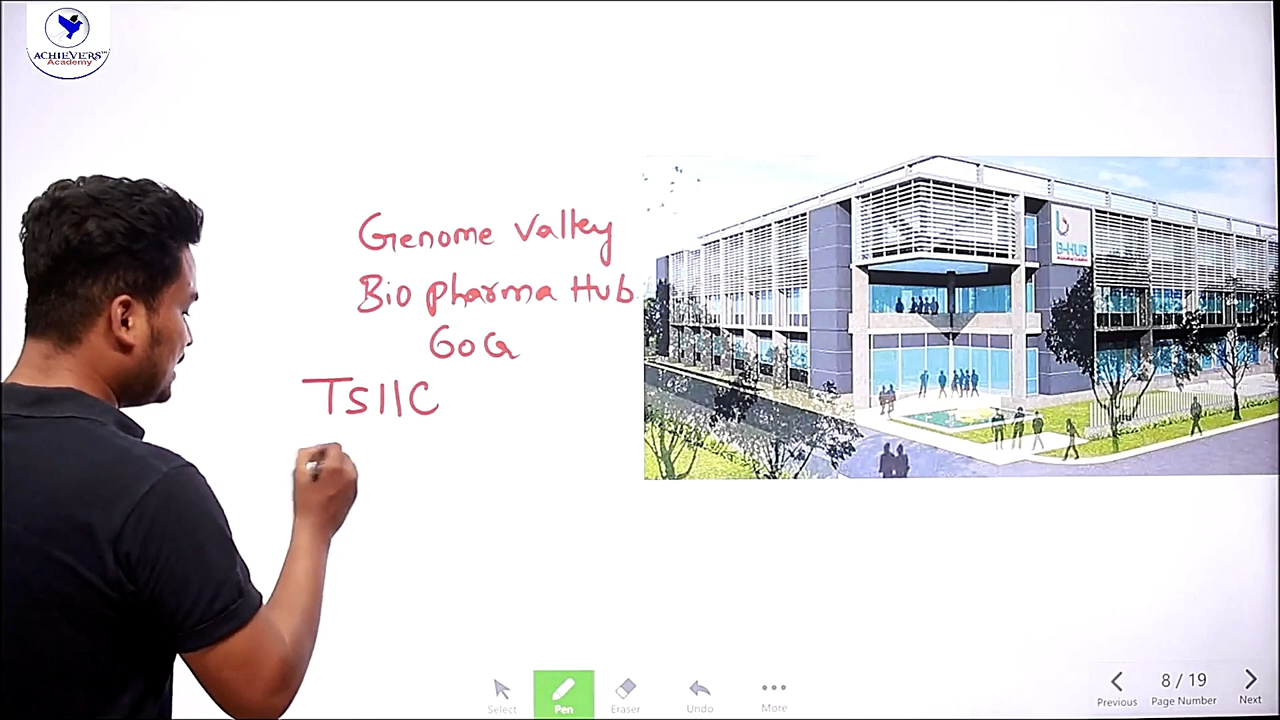 ACHIEVERS™
Academy
Genome Valley
Bio pharma Hub
GoG
TSIIC
B-HUB
Select
Pen
Eraser
Undo
More
Previous
8 / 19
Page Number
Next